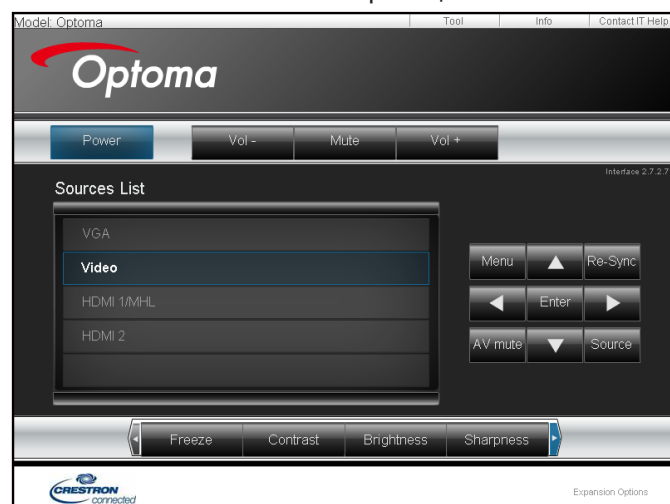 Model: Optoma Tool Info Contact IT Help
Optoma
Power Vol - Mute Vol +
Interface 2.7.2.7
Sources List
VGA
Video
HDMI 1/MHL
HDMI 2
Menu Re-Sync
Enter
AV mute Source
Freeze Contrast Brightness Sharpness
CRESTRON
connected
Expansion Options